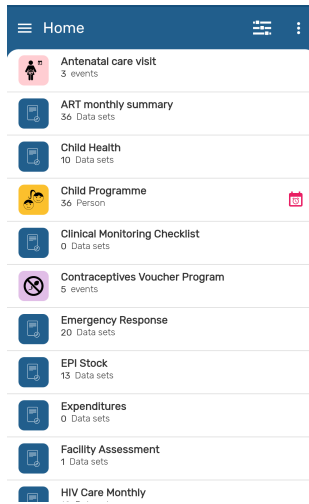 Home
Antenatal care visit
3 events
ART monthly summary
36 Data sets
Child Health
10 Data sets
Child Programme
36 Person
Clinical Monitoring Checklist
0 Data sets
Contraceptives Voucher Program
5 events
Emergency Response
20 Data sets
EPI Stock
13 Data sets
Expenditures
0 Data sets
Facility Assessment
1 Data sets
HIV Care Monthly